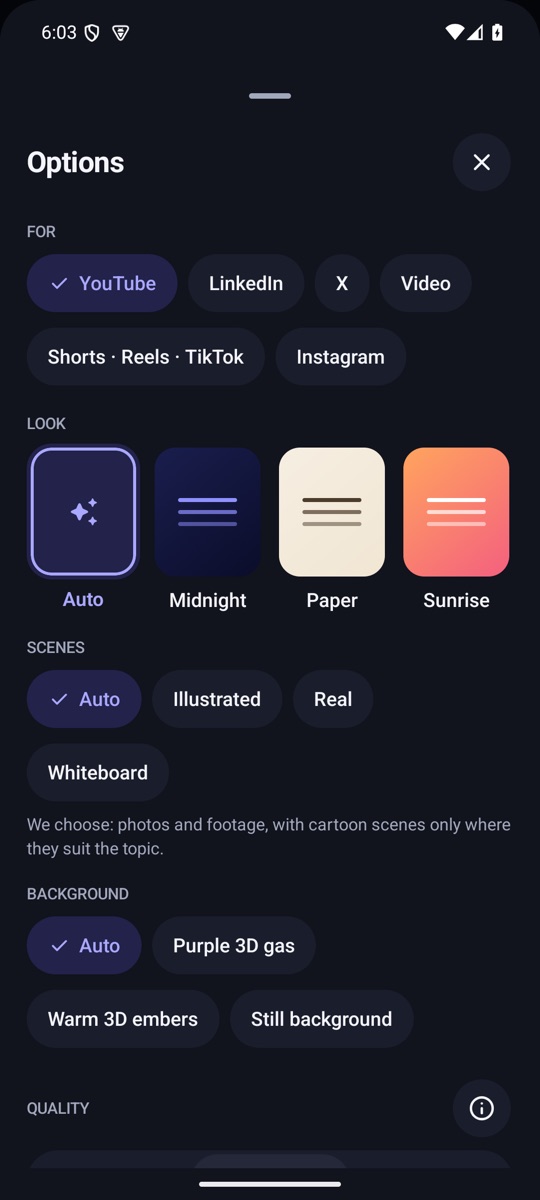 6:03
Options
FOR
YouTube
LinkedIn
X
Video
Shorts · Reels · TikTok
Instagram
LOOK
Auto
Midnight
Paper
Sunrise
SCENES
Auto
Illustrated
Real
Whiteboard
We choose: photos and footage, with cartoon scenes only where
they suit the topic.
BACKGROUND
Auto
Purple 3D gas
Warm 3D embers
Still background
QUALITY